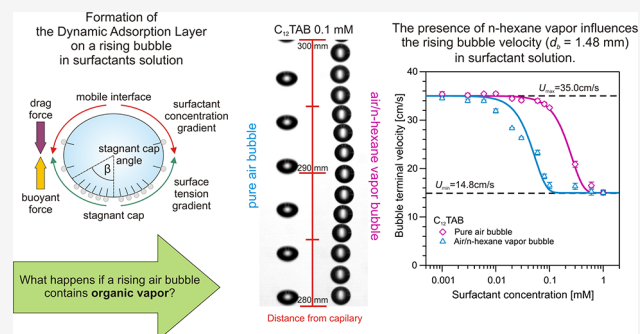 Formation of
the Dynamic Adsorption Layer
on a rising bubble
in surfactants solution
drag
force
mobile interface
surfactant
concentration
gradient
stagnant cap
angle
β
buoyant
force
stagnant cap
surface
tension
gradient
What happens if a rising air bubble
contains organic vapor?
C₁₂TAB 0.1 mM
300 mm
290 mm
280 mm
pure air bubble
air/n-hexane vapor bubble
Distance from capilary
The presence of n-hexane vapor influences
the rising bubble velocity (d_b = 1.48 mm)
in surfactant solution.
Bubble terminal velocity [cm/s]
40
30
20
10
0
U_max=35.0cm/s
U_min=14.8cm/s
C₁₂TAB
Pure air bubble
Air/n-hexane vapor bubble
0.001
0.01
0.1
1
Surfactant concentration [mM]